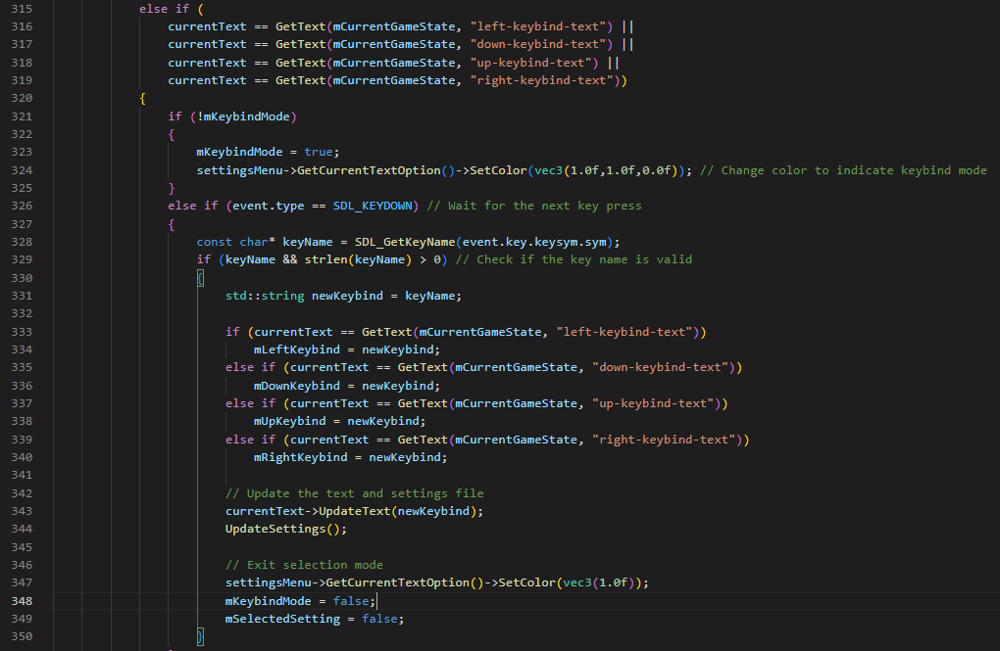 315 else if (
316 currentText == GetText(mCurrentGameState, "left-keybind-text") ||
317 currentText == GetText(mCurrentGameState, "down-keybind-text") ||
318 currentText == GetText(mCurrentGameState, "up-keybind-text") ||
319 currentText == GetText(mCurrentGameState, "right-keybind-text"))
320 {
321 if (!mKeybindMode)
322 {
323 mKeybindMode = true;
324 settingsMenu->GetCurrentTextOption()->SetColor(vec3(1.0f,1.0f,0.0f)); // Change color to indicate keybind mode
325 }
326 else if (event.type == SDL_KEYDOWN) // Wait for the next key press
327 {
328 const char* keyName = SDL_GetKeyName(event.key.keysym.sym);
329 if (keyName && strlen(keyName) > 0) // Check if the key name is valid
330 {
331 std::string newKeybind = keyName;
332
333 if (currentText == GetText(mCurrentGameState, "left-keybind-text"))
334 mLeftKeybind = newKeybind;
335 else if (currentText == GetText(mCurrentGameState, "down-keybind-text"))
336 mDownKeybind = newKeybind;
337 else if (currentText == GetText(mCurrentGameState, "up-keybind-text"))
338 mUpKeybind = newKeybind;
339 else if (currentText == GetText(mCurrentGameState, "right-keybind-text"))
340 mRightKeybind = newKeybind;
341
342 // Update the text and settings file
343 currentText->UpdateText(newKeybind);
344 UpdateSettings();
345
346 // Exit selection mode
347 settingsMenu->GetCurrentTextOption()->SetColor(vec3(1.0f));
348 mKeybindMode = false;
349 mSelectedSetting = false;
350 }